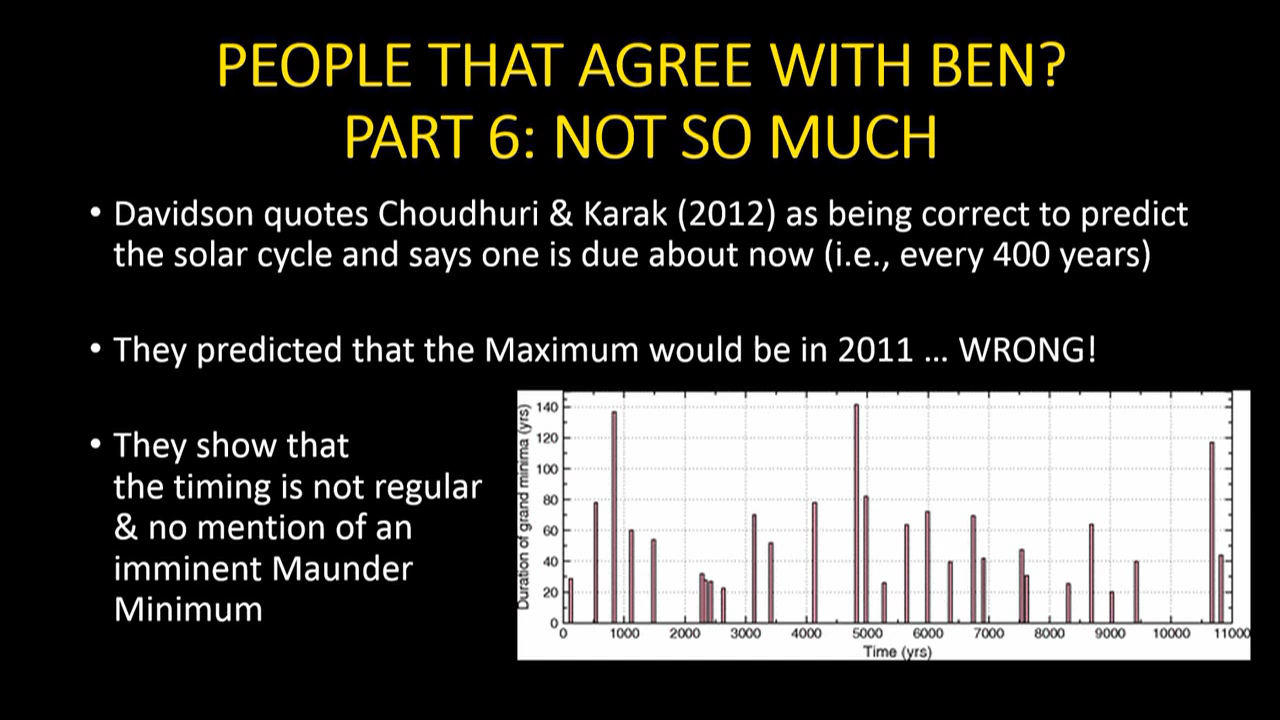 PEOPLE THAT AGREE WITH BEN?
PART 6: NOT SO MUCH
• Davidson quotes Choudhuri & Karak (2012) as being correct to predict
the solar cycle and says one is due about now (i.e., every 400 years)
• They predicted that the Maximum would be in 2011 … WRONG!
• They show that
the timing is not regular
& no mention of an
imminent Maunder
Minimum
Duration of grand minima (yrs)
140
120
100
80
60
40
20
0
0 1000 2000 3000 4000 5000 6000 7000 8000 9000 10000 11000
Time (yrs)